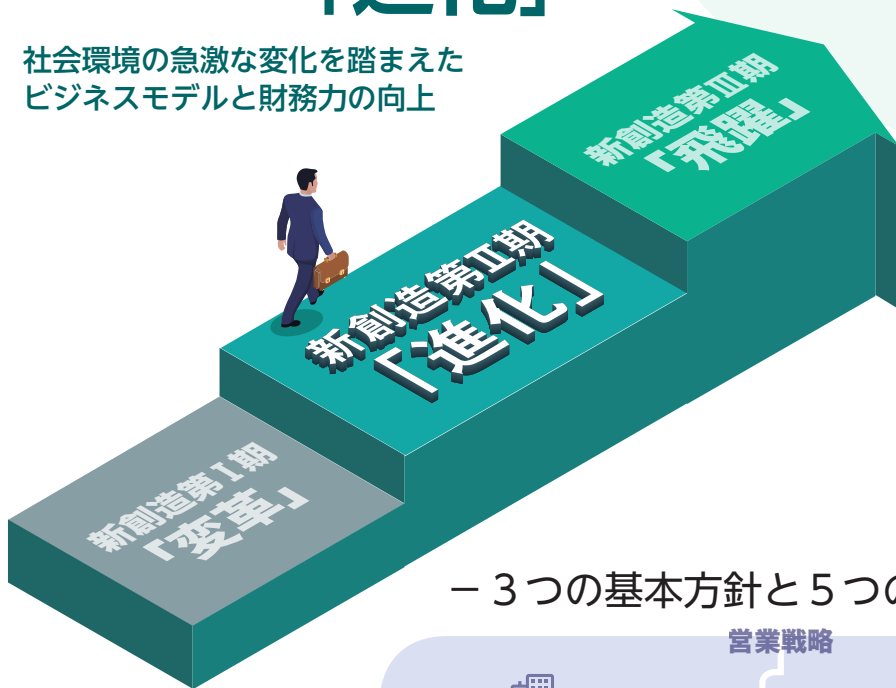 「進化」
社会環境の急激な変化を踏まえた
ビジネスモデルと財務力の向上
新創造第Ⅲ期
「飛躍」
新創造第Ⅱ期
「進化」
新創造第Ⅰ期
「変革」
－３つの基本方針と５つの
営業戦略